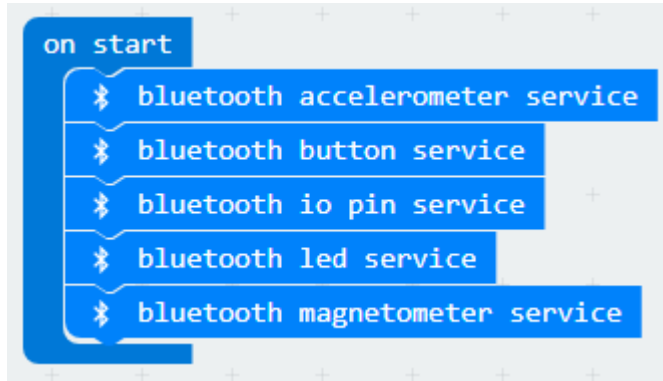 on start
bluetooth accelerometer service
bluetooth button service
bluetooth io pin service
bluetooth led service
bluetooth magnetometer service